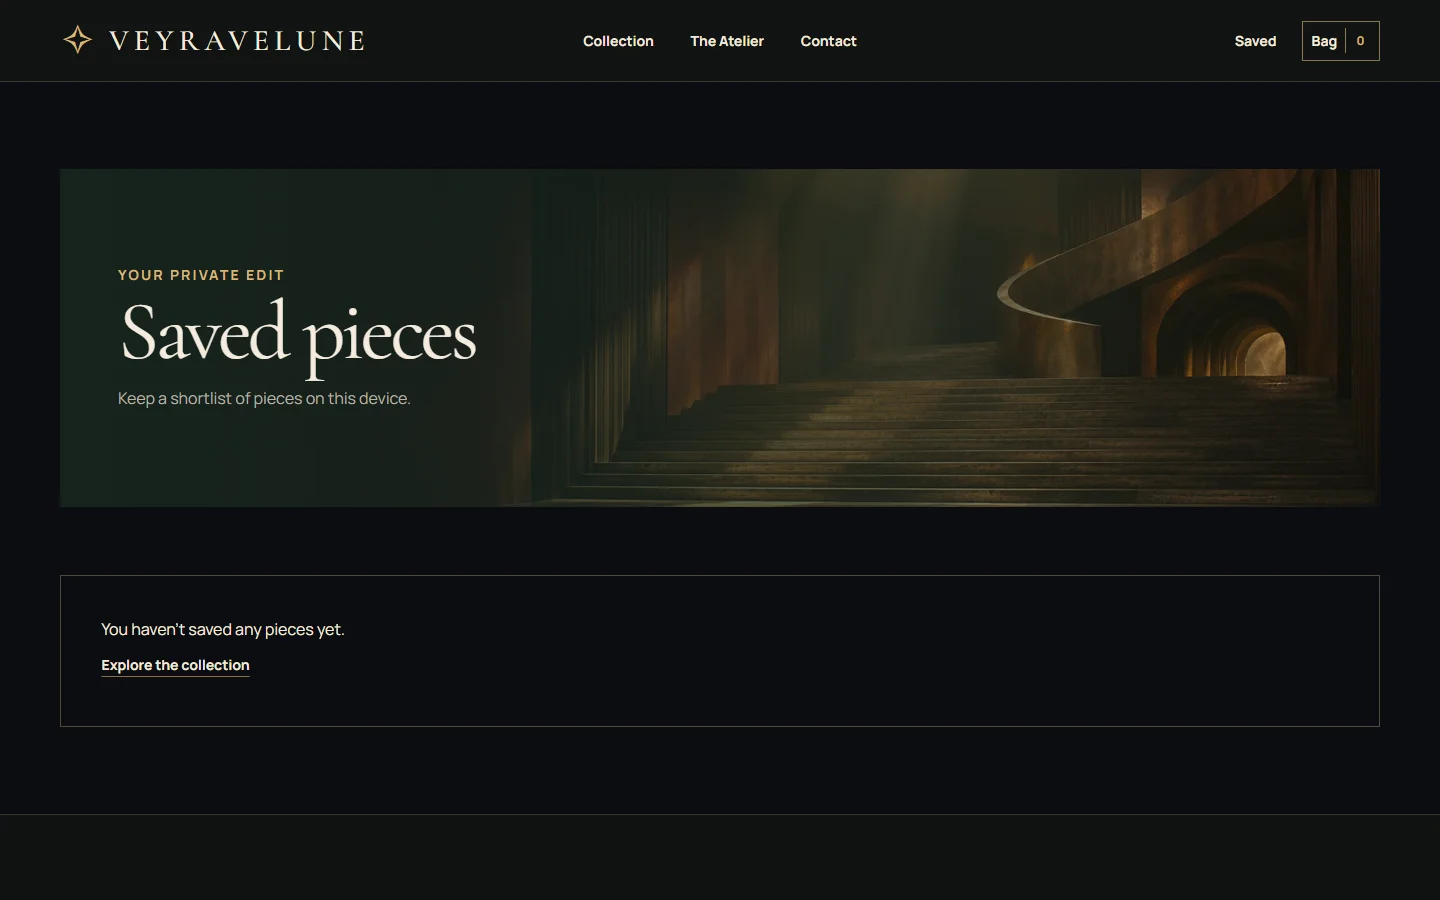 VEYRAVELUNE
Collection
The Atelier
Contact
Saved
Bag 0
YOUR PRIVATE EDIT
Saved pieces
Keep a shortlist of pieces on this device.
You haven't saved any pieces yet.
Explore the collection